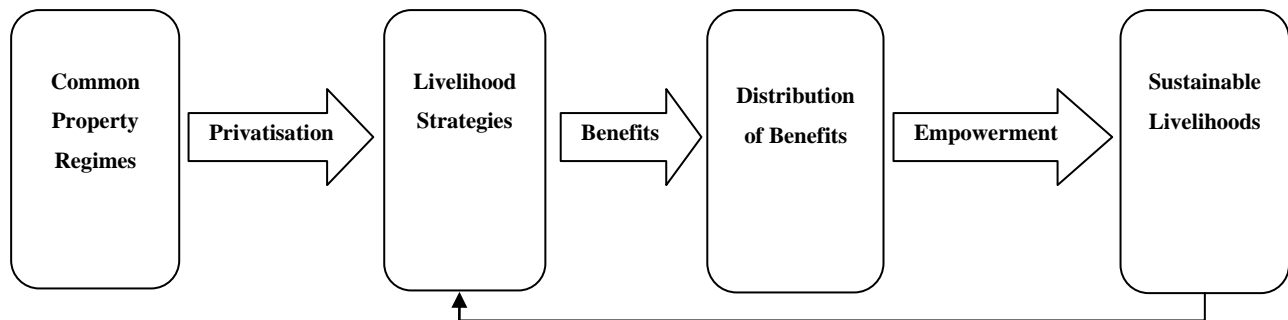 Common
Property
Regimes
Privatisation
Livelihood
Strategies
Benefits
Distribution
of Benefits
Empowerment
Sustainable
Livelihoods